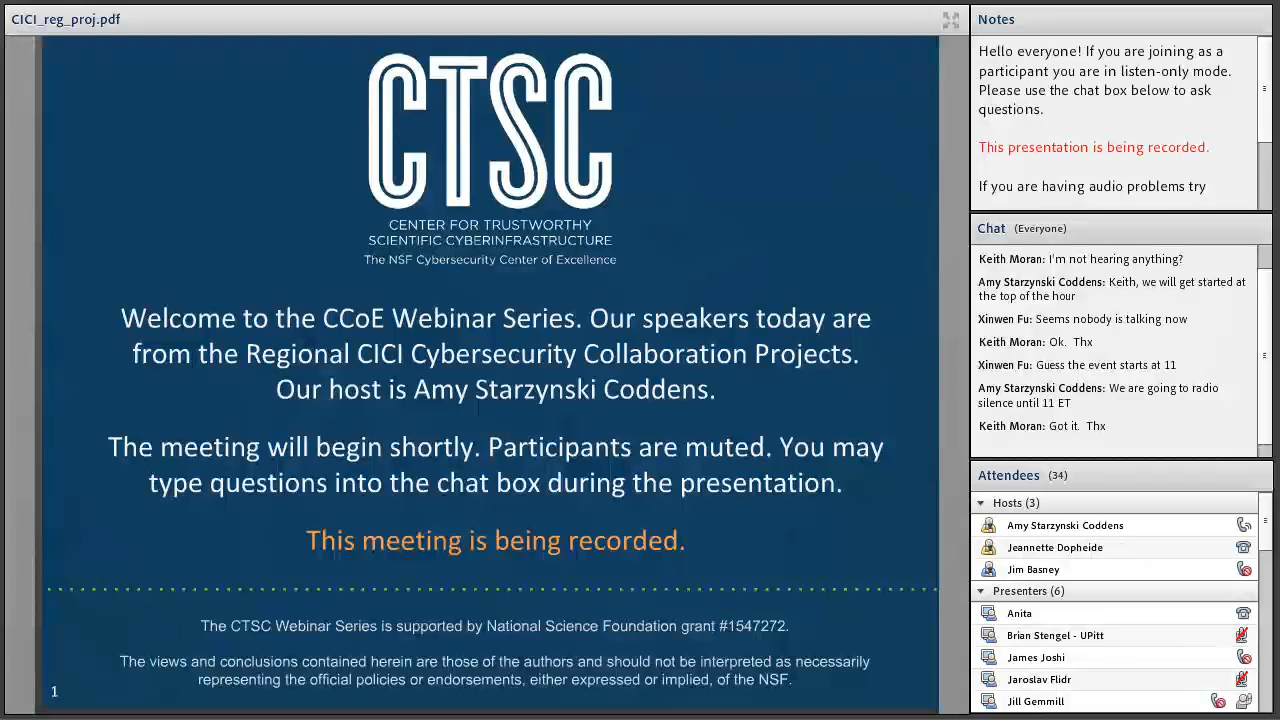 CICI_reg_proj.pdf
CTSC
CENTER FOR TRUSTWORTHY
SCIENTIFIC CYBERINFRASTRUCTURE
The NSF Cybersecurity Center of Excellence
Welcome to the CCoE Webinar Series. Our speakers today are
from the Regional CICI Cybersecurity Collaboration Projects.
Our host is Amy Starzynski Coddens.
The meeting will begin shortly. Participants are muted. You may
type questions into the chat box during the presentation.
This meeting is being recorded.
The CTSC Webinar Series is supported by National Science Foundation grant #1547272.
The views and conclusions contained herein are those of the authors and should not be interpreted as necessarily
representing the official policies or endorsements, either expressed or implied, of the NSF.
1
Notes
Hello everyone! If you are joining as a
participant you are in listen-only mode.
Please use the chat box below to ask
questions.
This presentation is being recorded.
If you are having audio problems try
Chat (Everyone)
Keith Moran: I'm not hearing anything?
Amy Starzynski Coddens: Keith, we will get started at
the top of the hour
Xinwen Fu: Seems nobody is talking now
Keith Moran: Ok. Thx
Xinwen Fu: Guess the event starts at 11
Amy Starzynski Coddens: We are going to radio
silence until 11 ET
Keith Moran: Got it. Thx
Attendees (34)
Hosts (3)
Amy Starzynski Coddens
Jeannette Dopheide
Jim Basney
Presenters (6)
Anita
Brian Stengel - UPitt
James Joshi
Jaroslav Flidr
Jill Gemmill